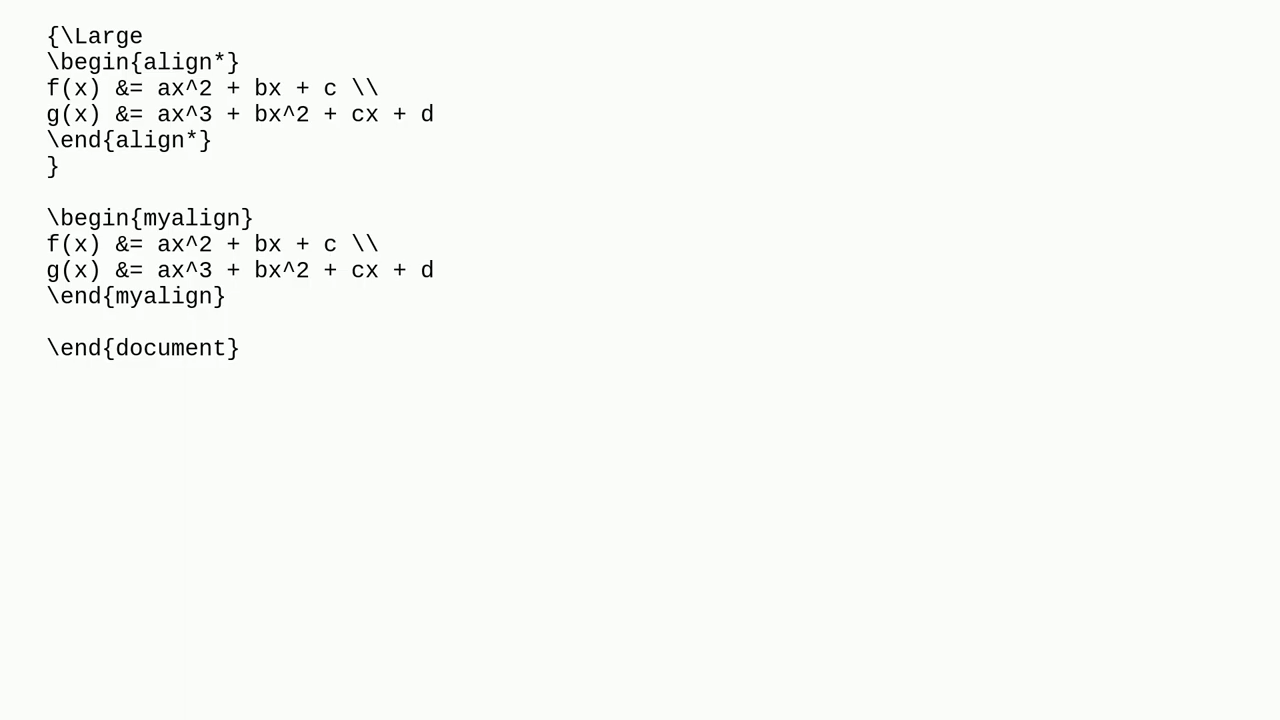 {\Large
\begin{align*}
f(x) &= ax^2 + bx + c \\
g(x) &= ax^3 + bx^2 + cx + d
\end{align*}
}
\begin{myalign}
f(x) &= ax^2 + bx + c \\
g(x) &= ax^3 + bx^2 + cx + d
\end{myalign}
\end{document}